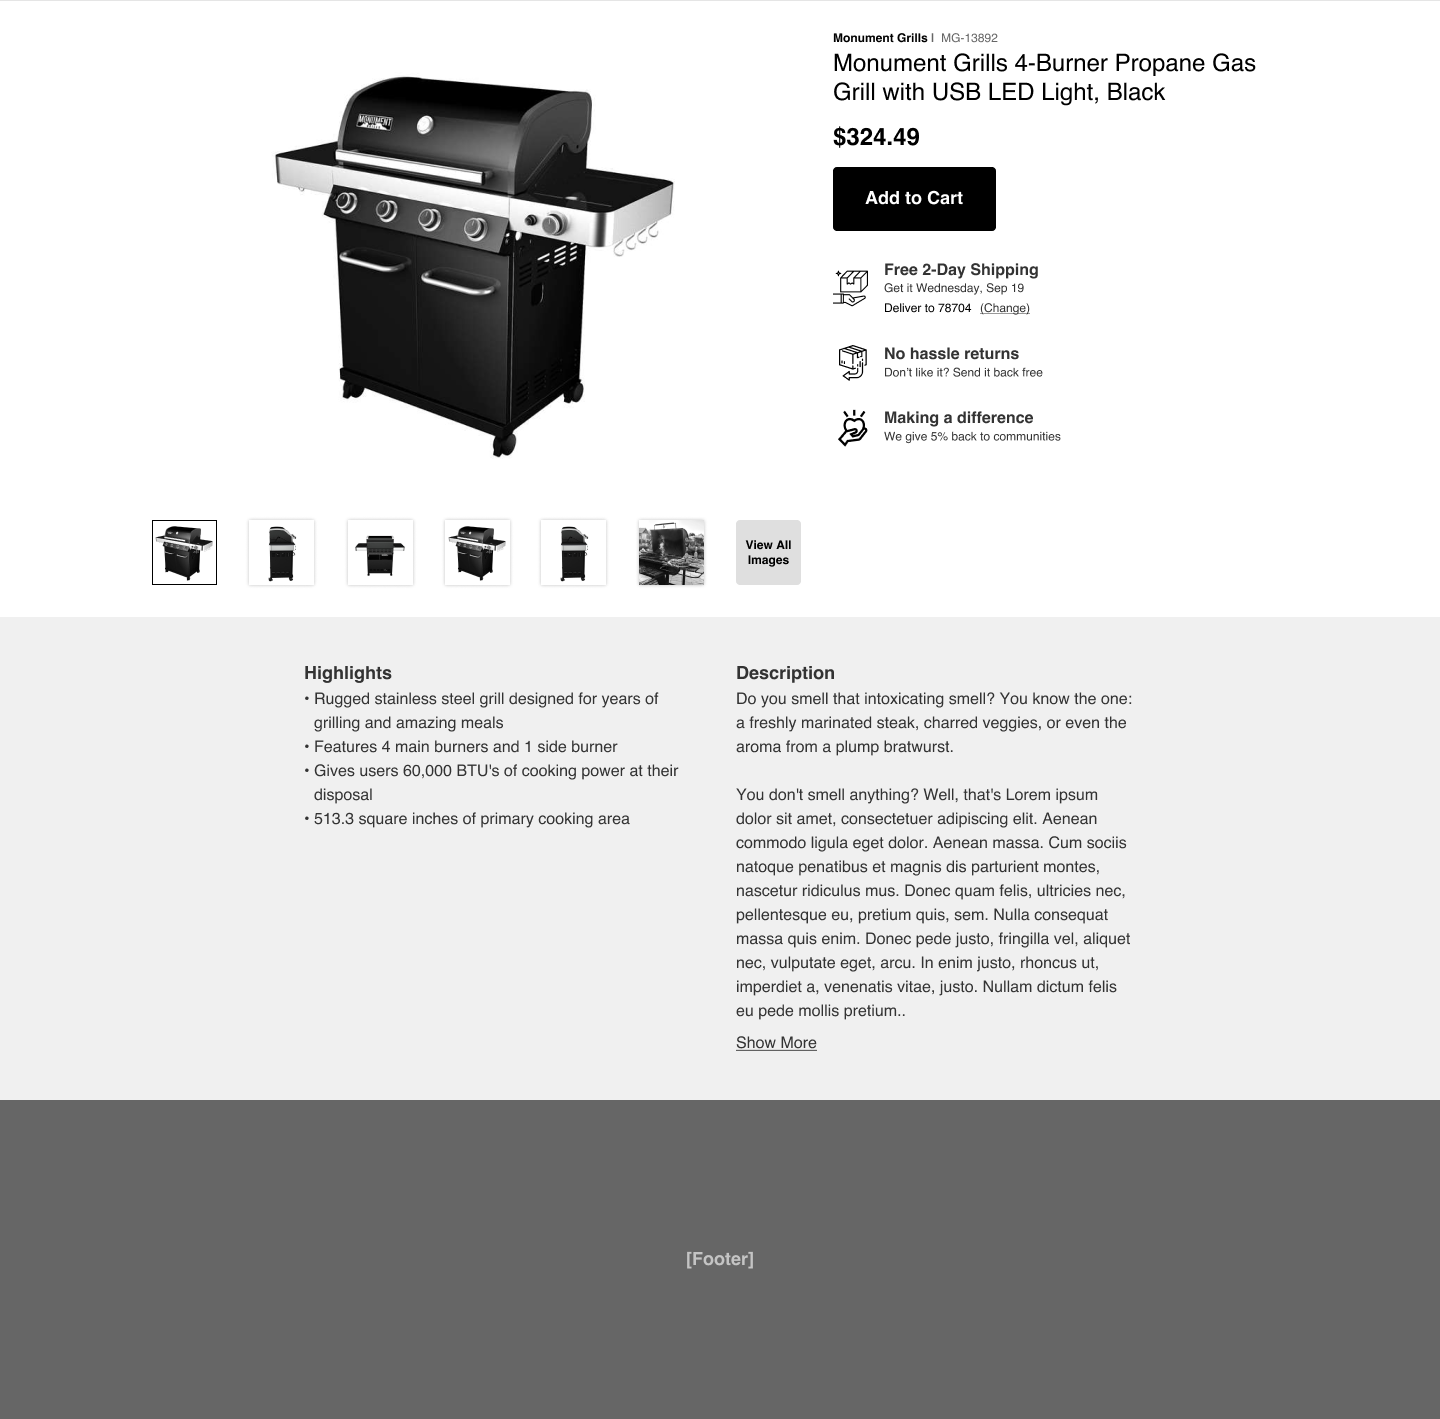 Monument Grills | MG-13892
Monument Grills 4-Burner Propane Gas
Grill with USB LED Light, Black
$324.49
Add to Cart
Free 2-Day Shipping
Get it Wednesday, Sep 19
Deliver to 78704 (Change)
No hassle returns
Don't like it? Send it back free
Making a difference
We give 5% back to communities
MONUMENT
GRILLS
View All
Images
Highlights
• Rugged stainless steel grill designed for years of
grilling and amazing meals
• Features 4 main burners and 1 side burner
• Gives users 60,000 BTU's of cooking power at their
disposal
• 513.3 square inches of primary cooking area
Description
Do you smell that intoxicating smell? You know the one:
a freshly marinated steak, charred veggies, or even the
aroma from a plump bratwurst.
You don't smell anything? Well, that's Lorem ipsum
dolor sit amet, consectetuer adipiscing elit. Aenean
commodo ligula eget dolor. Aenean massa. Cum sociis
natoque penatibus et magnis dis parturient montes,
nascetur ridiculus mus. Donec quam felis, ultricies nec,
pellentesque eu, pretium quis, sem. Nulla consequat
massa quis enim. Donec pede justo, fringilla vel, aliquet
nec, vulputate eget, arcu. In enim justo, rhoncus ut,
imperdiet a, venenatis vitae, justo. Nullam dictum felis
eu pede mollis pretium..
Show More
[Footer]